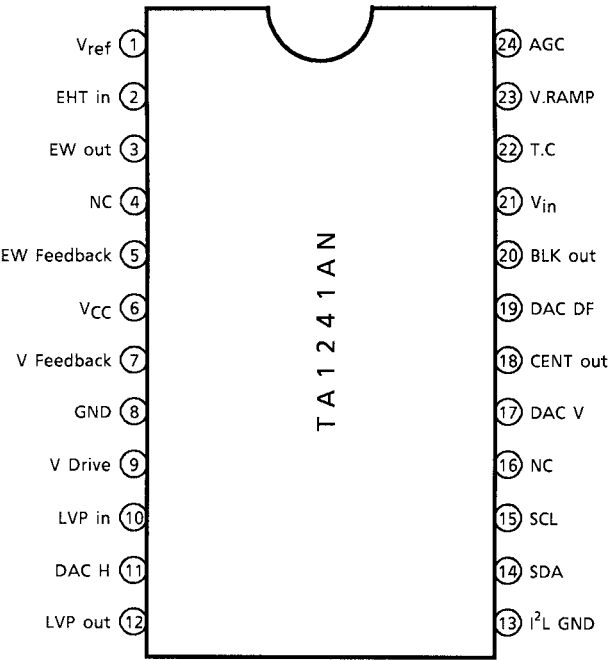 Vref 1
EHT in 2
EW out 3
NC 4
EW Feedback 5
VCC 6
V Feedback 7
GND 8
V Drive 9
LVP in 10
DAC H 11
LVP out 12
TA1241AN
24 AGC
23 V.RAMP
22 T.C
21 Vin
20 BLK out
19 DAC DF
18 CENT out
17 DAC V
16 NC
15 SCL
14 SDA
13 I²L GND